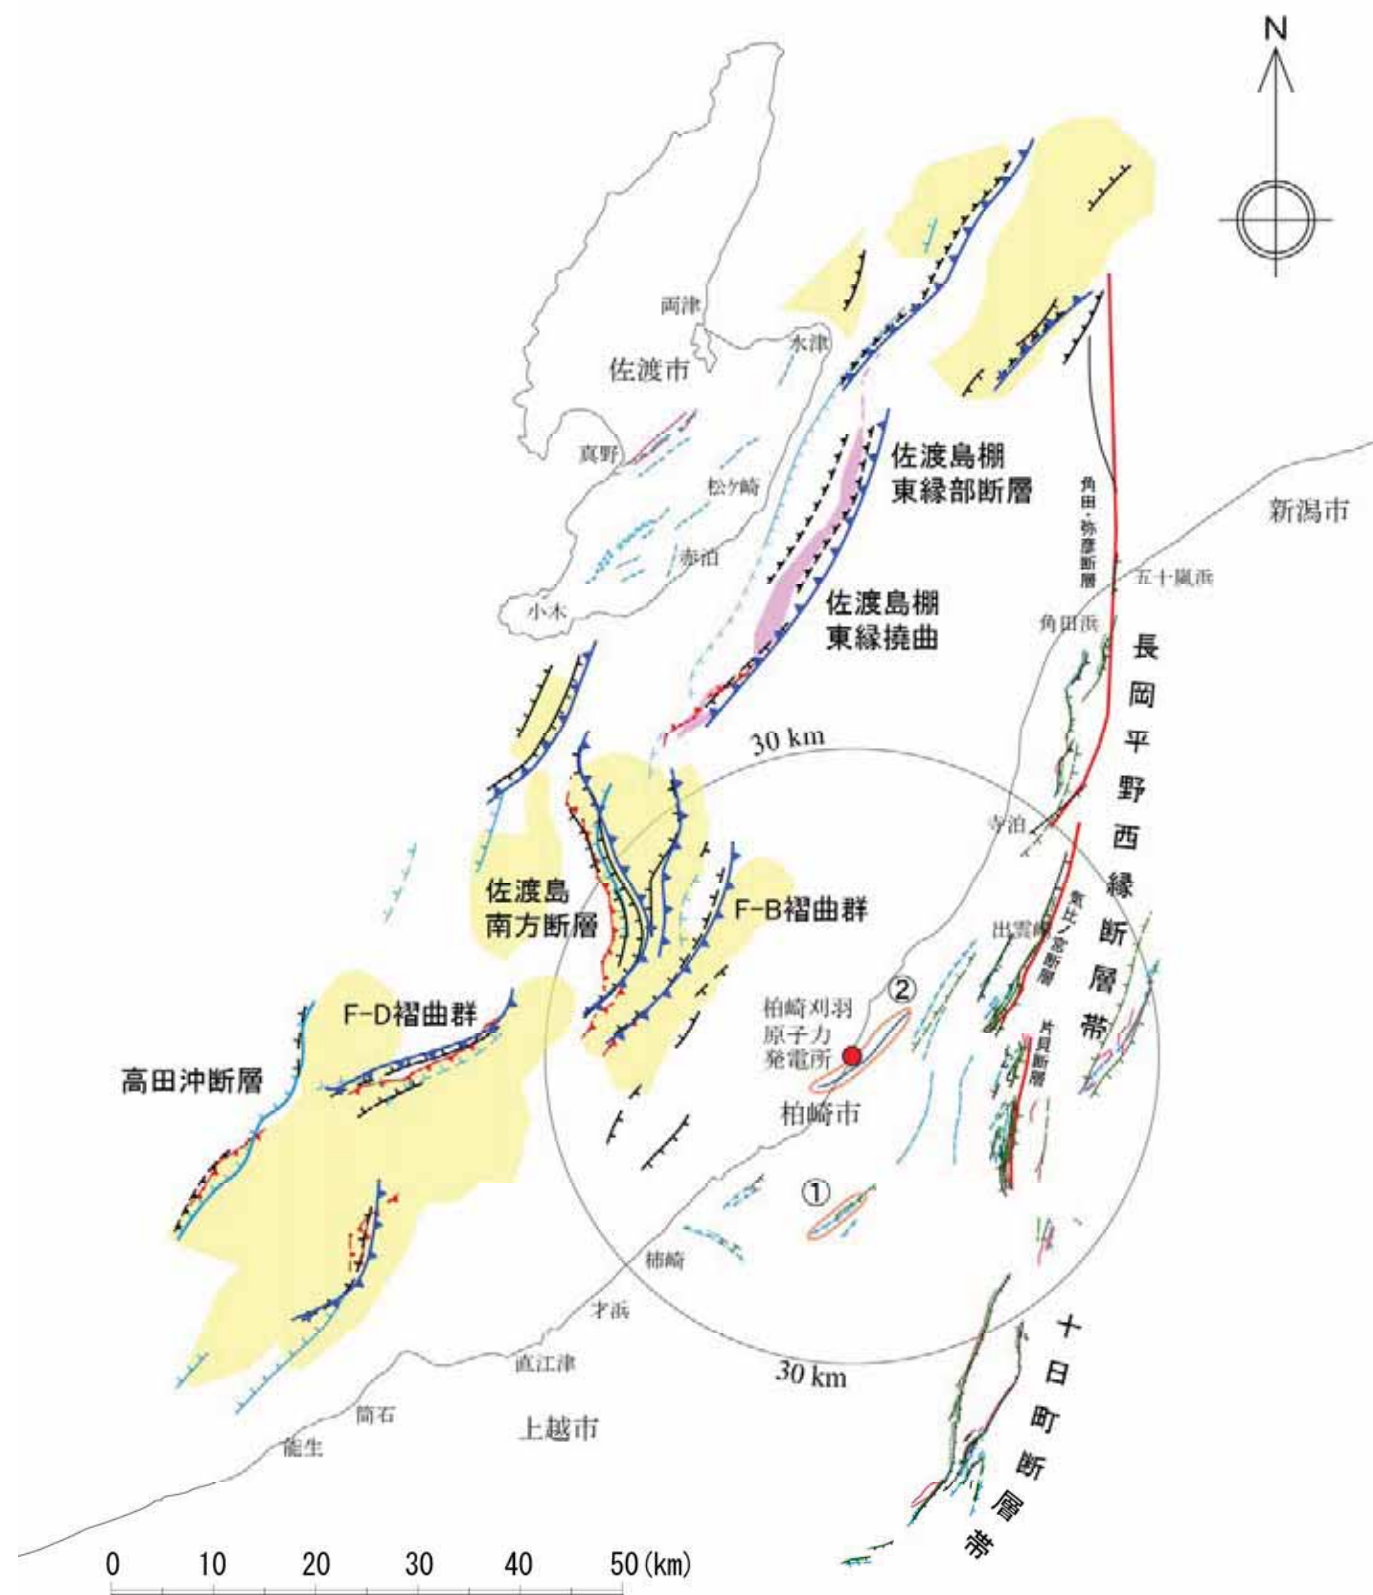 N
両津
水津
佐渡市
真野
松ケ崎
赤泊
小木
佐渡島棚
東縁部断層
佐渡島棚
東縁撓曲
角田・弥彦断層
新潟市
五十嵐浜
角田浜
長岡平野西縁断層帯
30 km
寺泊
佐渡島
南方断層
F-B褶曲群
出雲崎
気比ノ宮断層
F-D褶曲群
高田沖断層
②
柏崎刈羽
原子力
発電所
片貝断層
柏崎市
①
柿崎
才浜
直江津
30 km
筒石
上越市
能生
十日町断層帯
0 10 20 30 40 50(km)